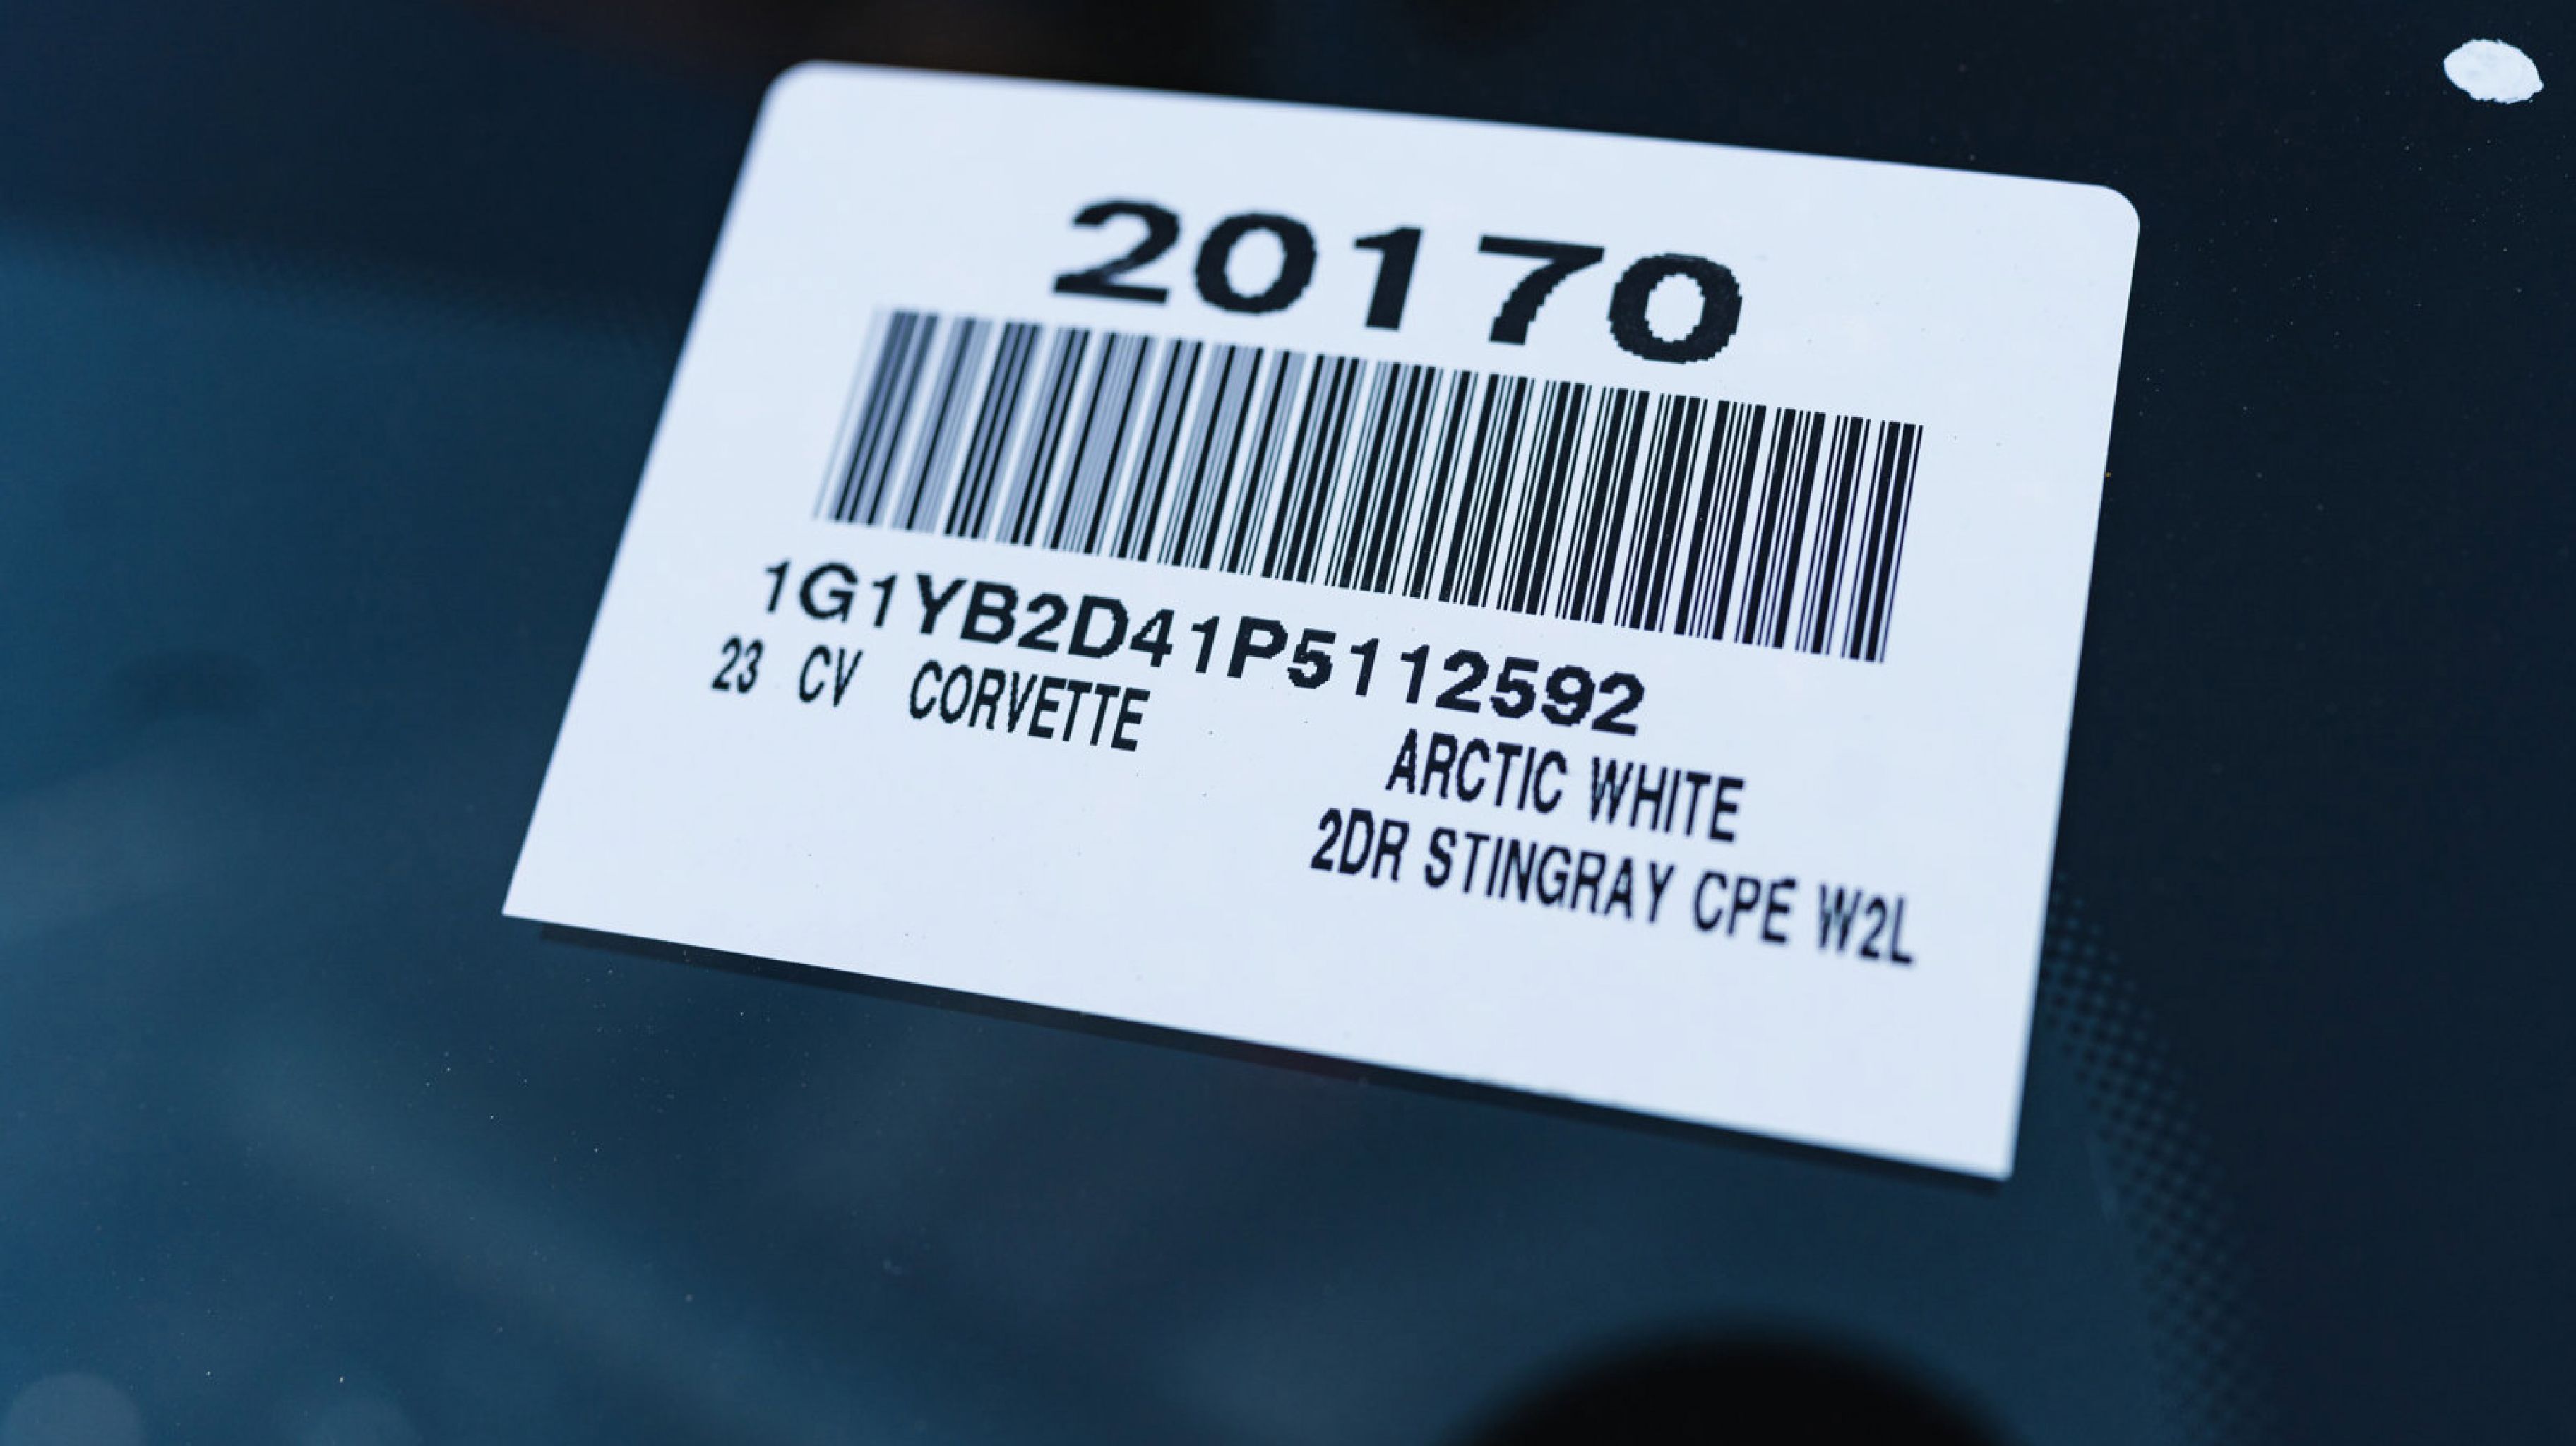 20170
1G1YB2D41P5112592
23 CV CORVETTE
ARCTIC WHITE
2DR STINGRAY CPE W2L